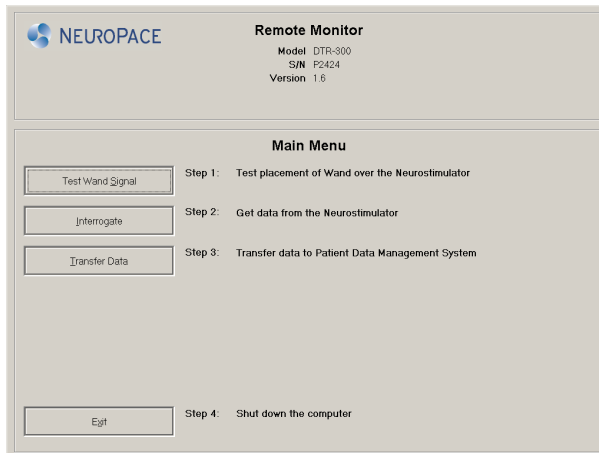 NEUROPACE
Remote Monitor
Model DTR-300
S/N P2424
Version 1.6
Main Menu
Test Wand Signal Step 1: Test placement of Wand over the Neurostimulator
Interrogate Step 2: Get data from the Neurostimulator
Transfer Data Step 3: Transfer data to Patient Data Management System
Exit Step 4: Shut down the computer